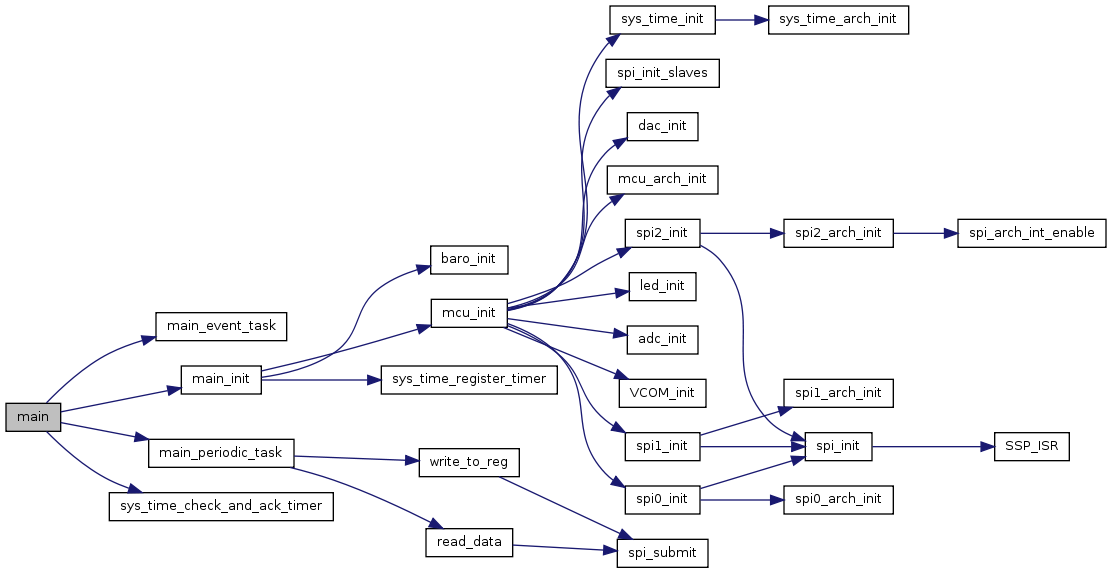 sys_time_init
sys_time_arch_init
spi_init_slaves
dac_init
mcu_arch_init
spi2_init
spi2_arch_init
spi_arch_int_enable
baro_init
led_init
mcu_init
main_event_task
adc_init
main_init
sys_time_register_timer
VCOM_init
spi1_arch_init
main
spi1_init
spi_init
SSP_ISR
main_periodic_task
write_to_reg
spi0_init
spi0_arch_init
sys_time_check_and_ack_timer
read_data
spi_submit